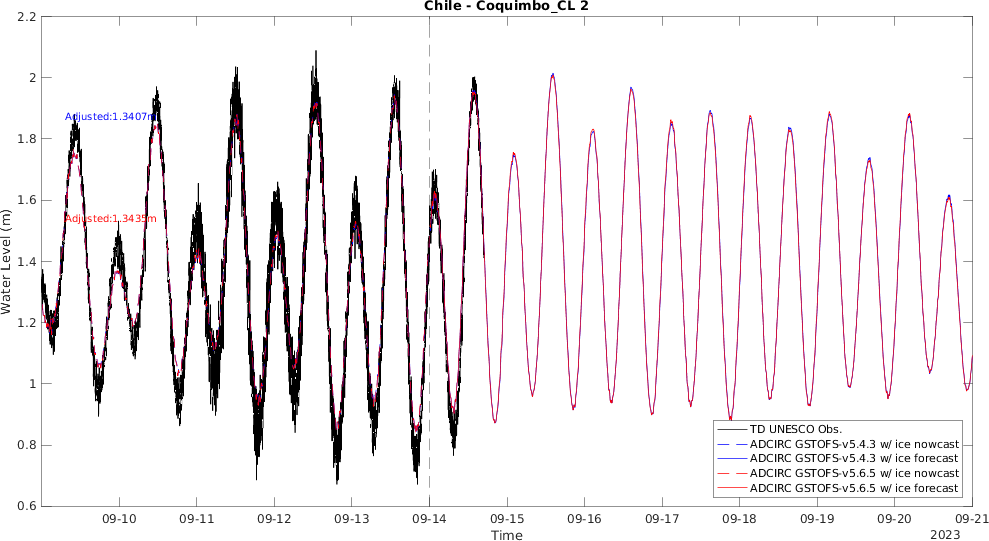 Chile - Coquimbo_CL 2
2.2
2
1.8
1.6
1.4
1.2
1
0.8
0.6
Water Level (m)
Adjusted:1.3407m
Adjusted:1.3435m
TD UNESCO Obs.
ADCIRC GSTOFS-v5.4.3 w/ ice nowcast
ADCIRC GSTOFS-v5.4.3 w/ ice forecast
ADCIRC GSTOFS-v5.6.5 w/ ice nowcast
ADCIRC GSTOFS-v5.6.5 w/ ice forecast
09-10 09-11 09-12 09-13 09-14 09-15 09-16 09-17 09-18 09-19 09-20 09-21
Time
2023